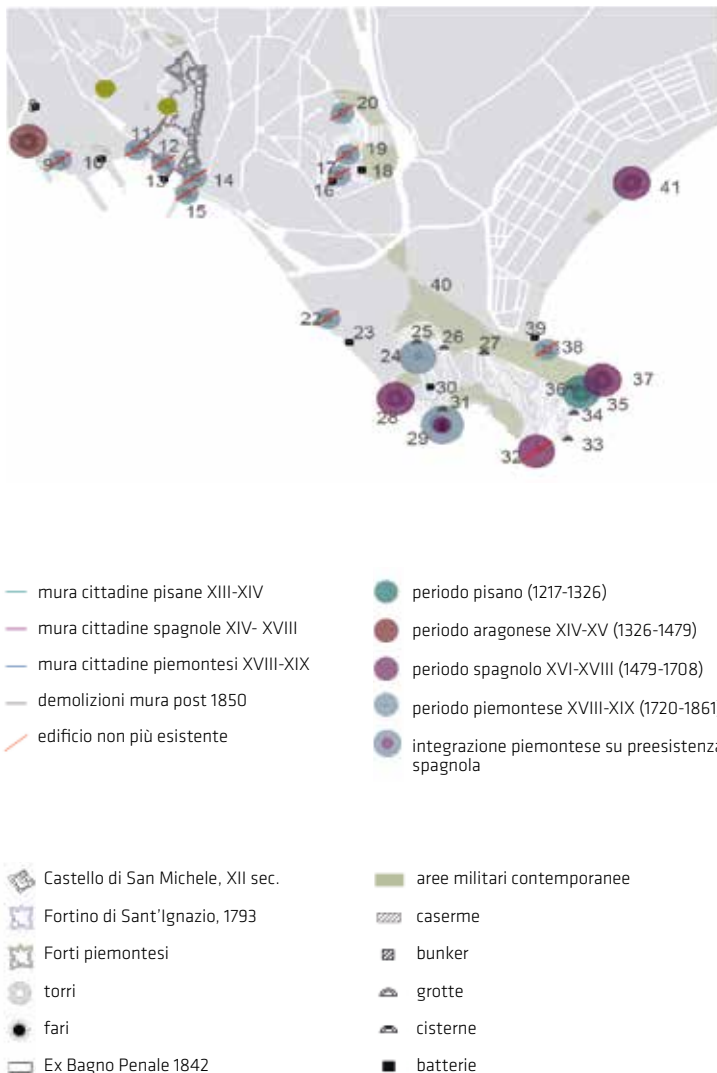 20
11
12
19
17
18
9
10
13
14
16
41
15
40
22
23
39
25
26
27
38
24
37
36
30
35
28
31
34
29
33
32
mura cittadine pisane XIII-XIV
mura cittadine spagnole XIV- XVIII
mura cittadine piemontesi XVIII-XIX
demolizioni mura post 1850
edificio non più esistente
periodo pisano (1217-1326)
periodo aragonese XIV-XV (1326-1479)
periodo spagnolo XVI-XVIII (1479-1708)
periodo piemontese XVIII-XIX (1720-1861
integrazione piemontese su preesistenza
spagnola
Castello di San Michele, XII sec.
Fortino di Sant'Ignazio, 1793
Forti piemontesi
torri
fari
Ex Bagno Penale 1842
aree militari contemporanee
caserme
bunker
grotte
cisterne
batterie